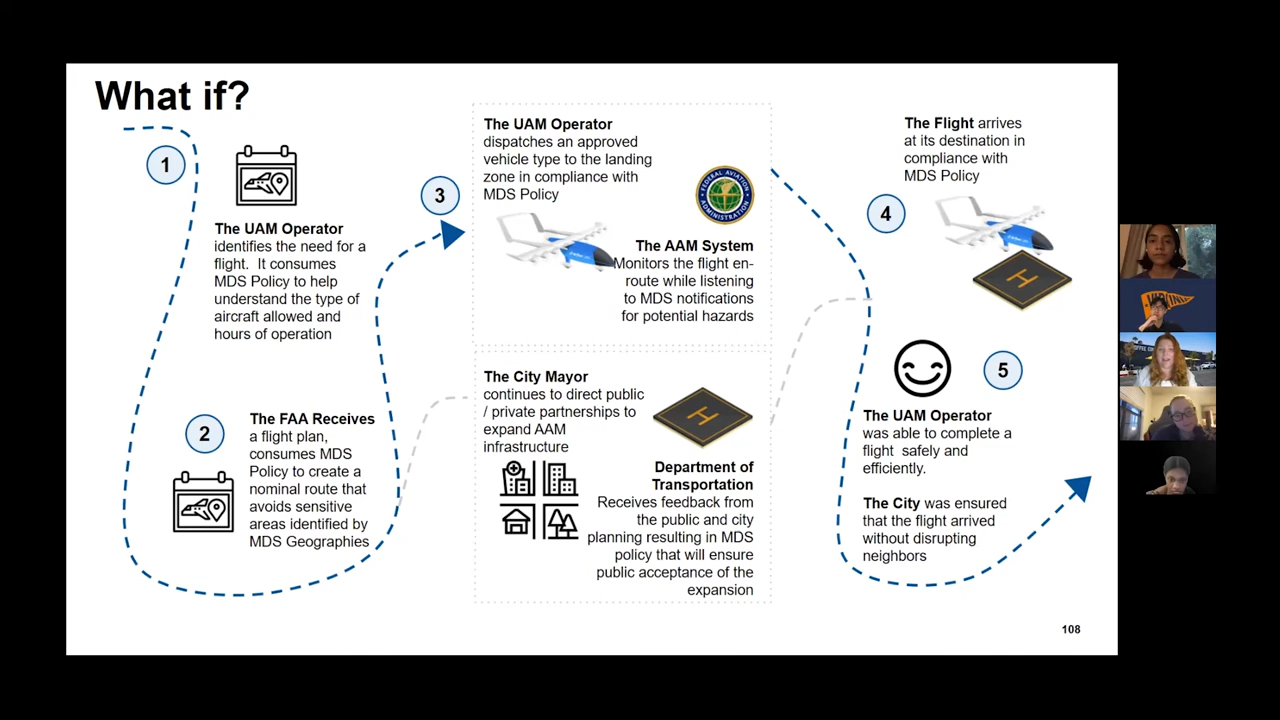 What if?
1
The UAM Operator
identifies the need for a
flight. It consumes
MDS Policy to help
understand the type of
aircraft allowed and
hours of operation
2
The FAA Receives
a flight plan,
consumes MDS
Policy to create a
nominal route that
avoids sensitive
areas identified by
MDS Geographies
3
The UAM Operator
dispatches an approved
vehicle type to the landing
zone in compliance with
MDS Policy
FEDERAL AVIATION
ADMINISTRATION
The AAM System
Monitors the flight en-
route while listening
to MDS notifications
for potential hazards
The City Mayor
continues to direct public
/ private partnerships to
expand AAM
infrastructure
H
Department of
Transportation
Receives feedback from
the public and city
planning resulting in MDS
policy that will ensure
public acceptance of the
expansion
The Flight arrives
at its destination in
compliance with
MDS Policy
4
H
5
The UAM Operator
was able to complete a
flight safely and
efficiently.
The City was ensured
that the flight arrived
without disrupting
neighbors
108